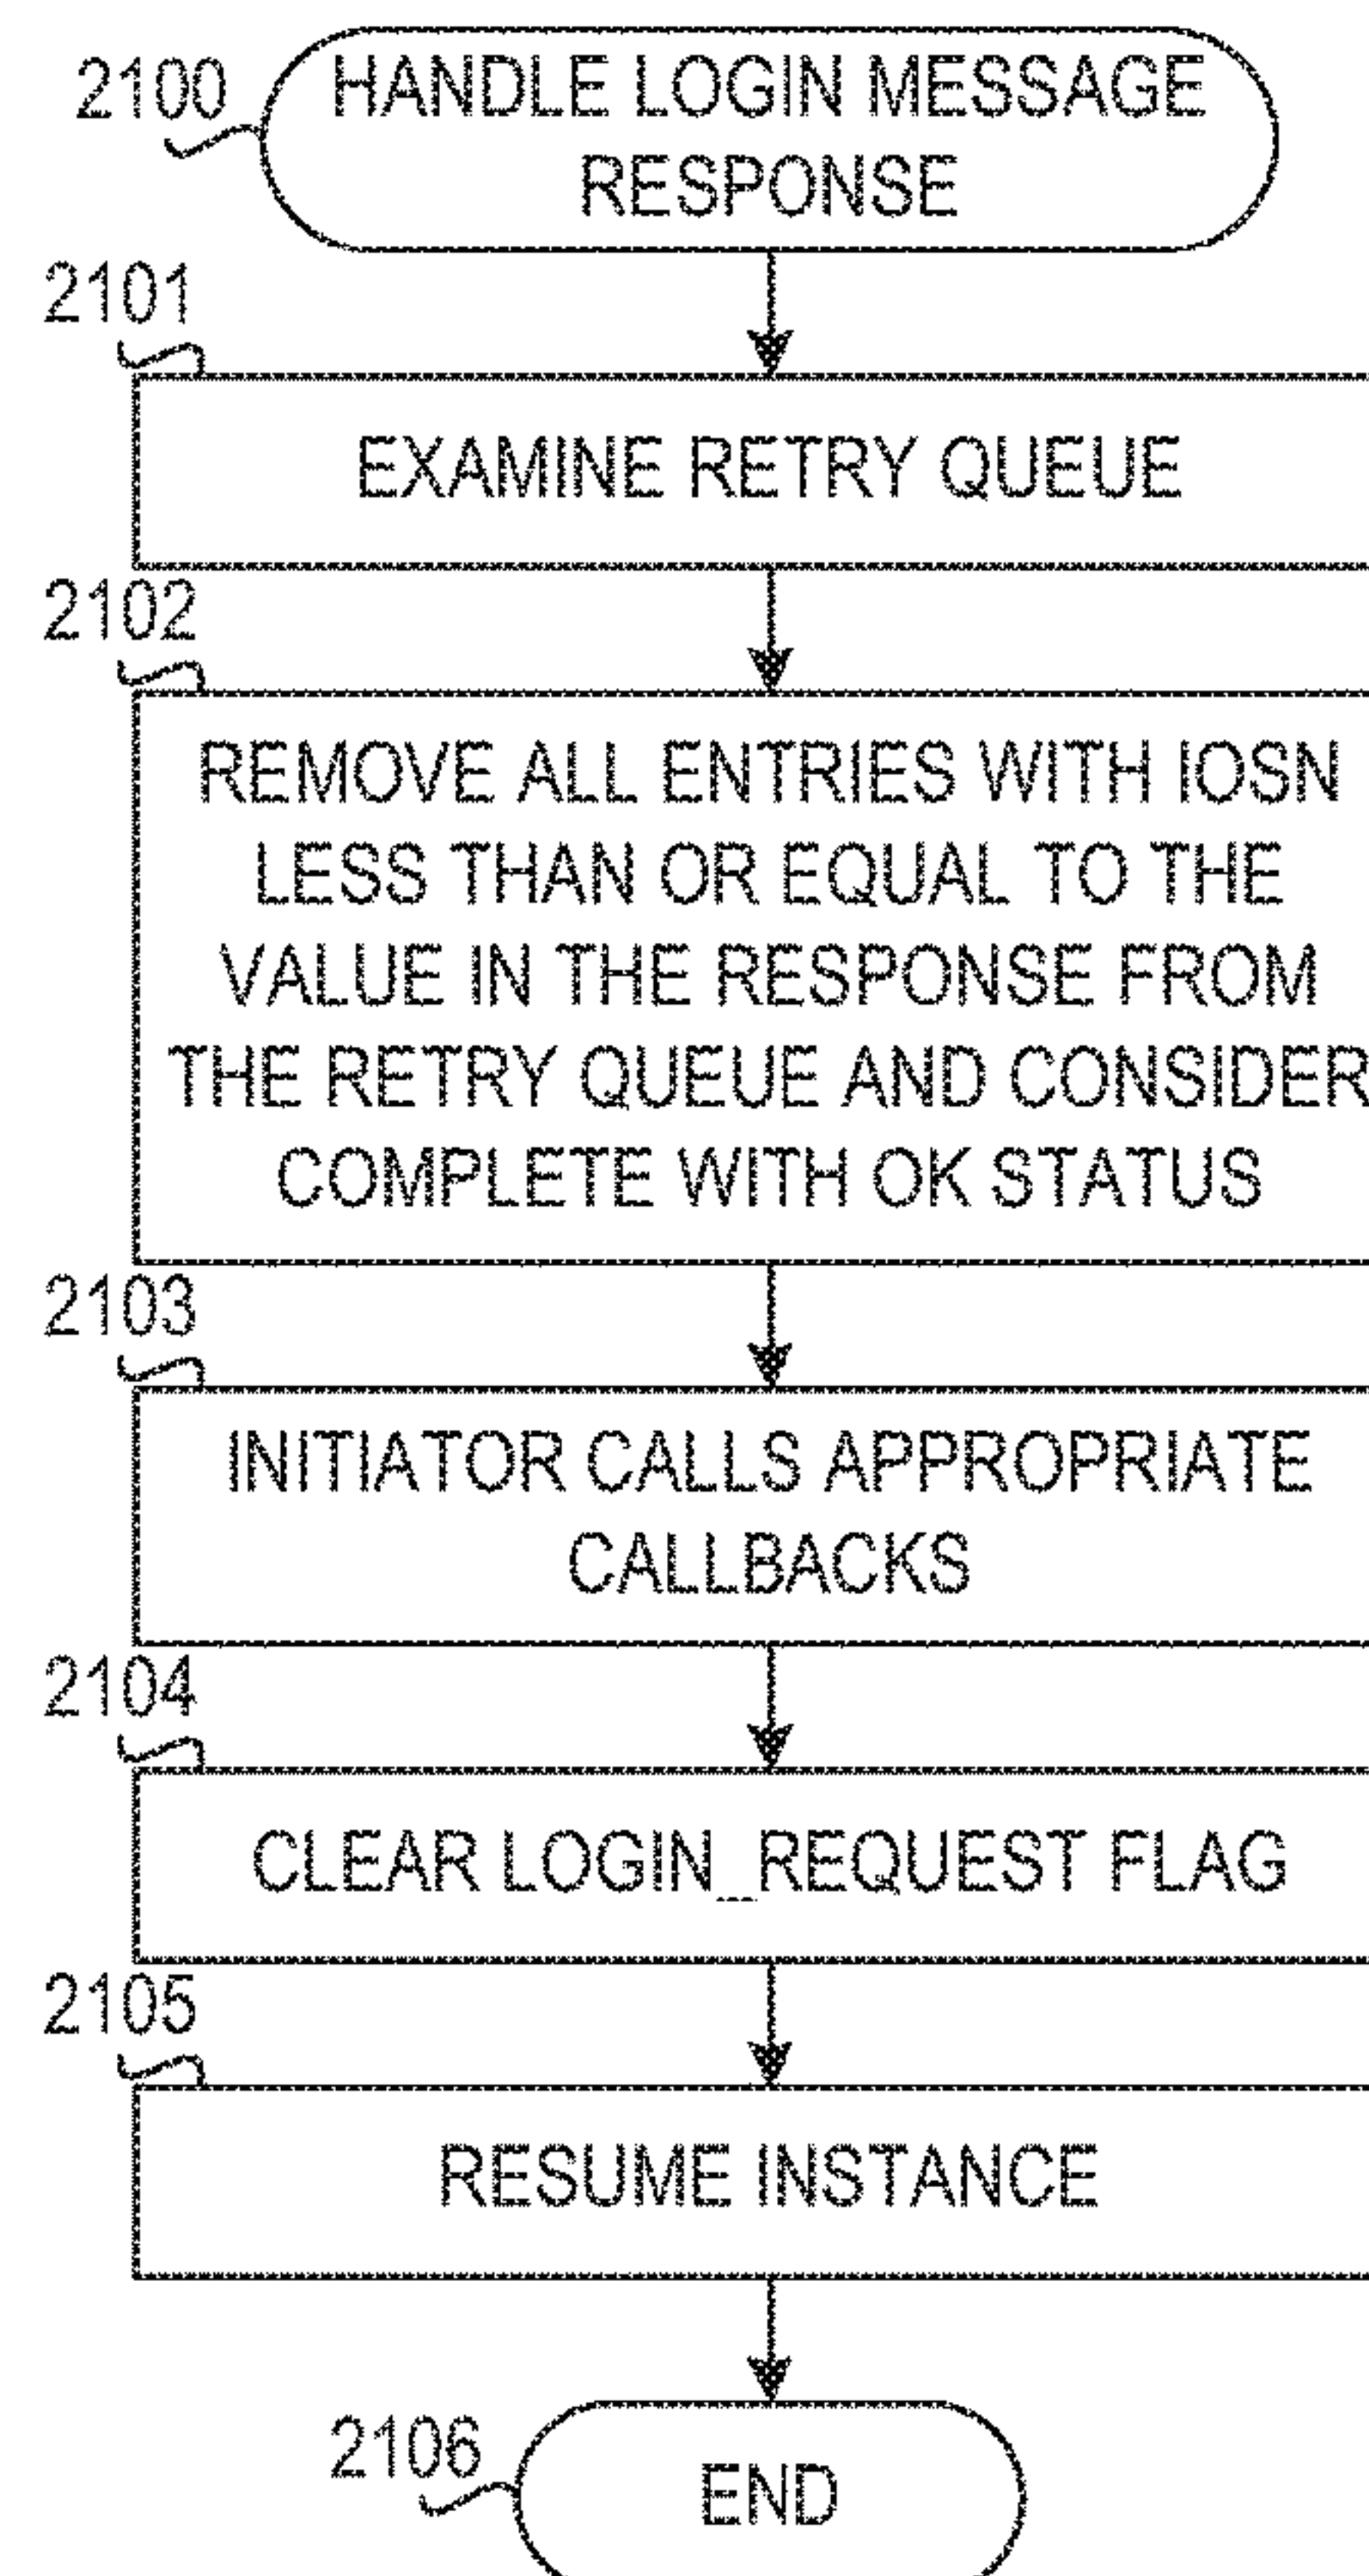 2100
HANDLE LOGIN MESSAGE
RESPONSE
2101
EXAMINE RETRY QUEUE
2102
REMOVE ALL ENTRIES WITH IOSN
LESS THAN OR EQUAL TO THE
VALUE IN THE RESPONSE FROM
THE RETRY QUEUE AND CONSIDER
COMPLETE WITH OK STATUS
2103
INITIATOR CALLS APPROPRIATE
CALLBACKS
2104
CLEAR LOGIN_REQUEST FLAG
2105
RESUME INSTANCE
2106
END